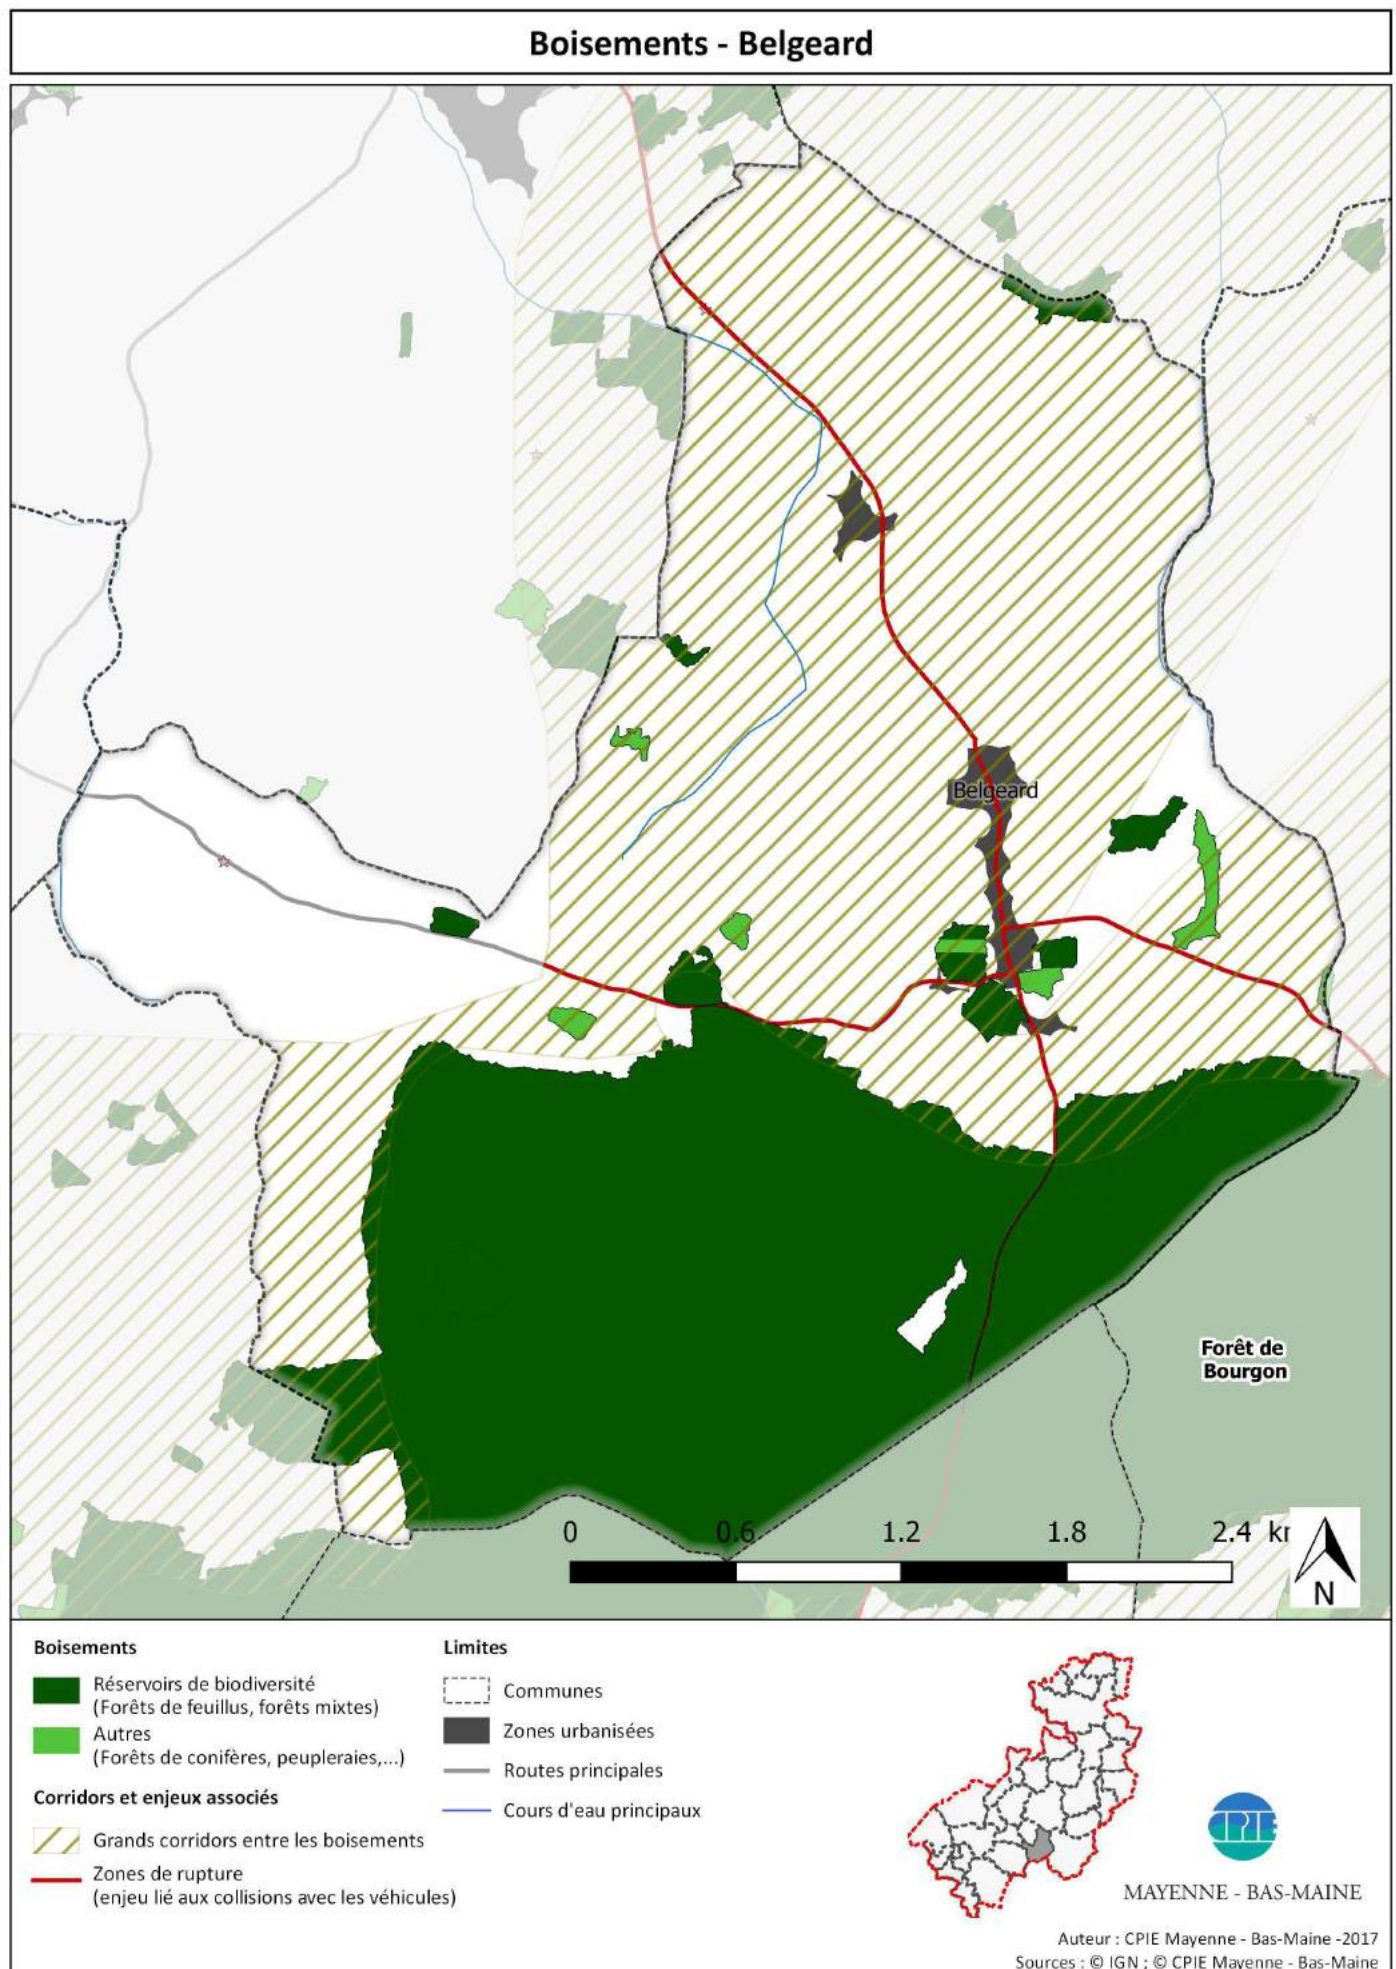 Boisements - Belgeard
Belgeard
Forêt de
Bourgon
0 0.6 1.2 1.8 2.4 kr
N
Boisements
Réservoirs de biodiversité
(Forêts de feuillus, forêts mixtes)
Autres
(Forêts de conifères, peupleraies,...)
Corridors et enjeux associés
Grands corridors entre les boisements
Zones de rupture
(enjeu lié aux collisions avec les véhicules)
Limites
Communes
Zones urbanisées
Routes principales
Cours d'eau principaux
CPIE
MAYENNE - BAS-MAINE
Auteur : CPIE Mayenne - Bas-Maine -2017
Sources : © IGN ; © CPIE Mayenne - Bas-Maine